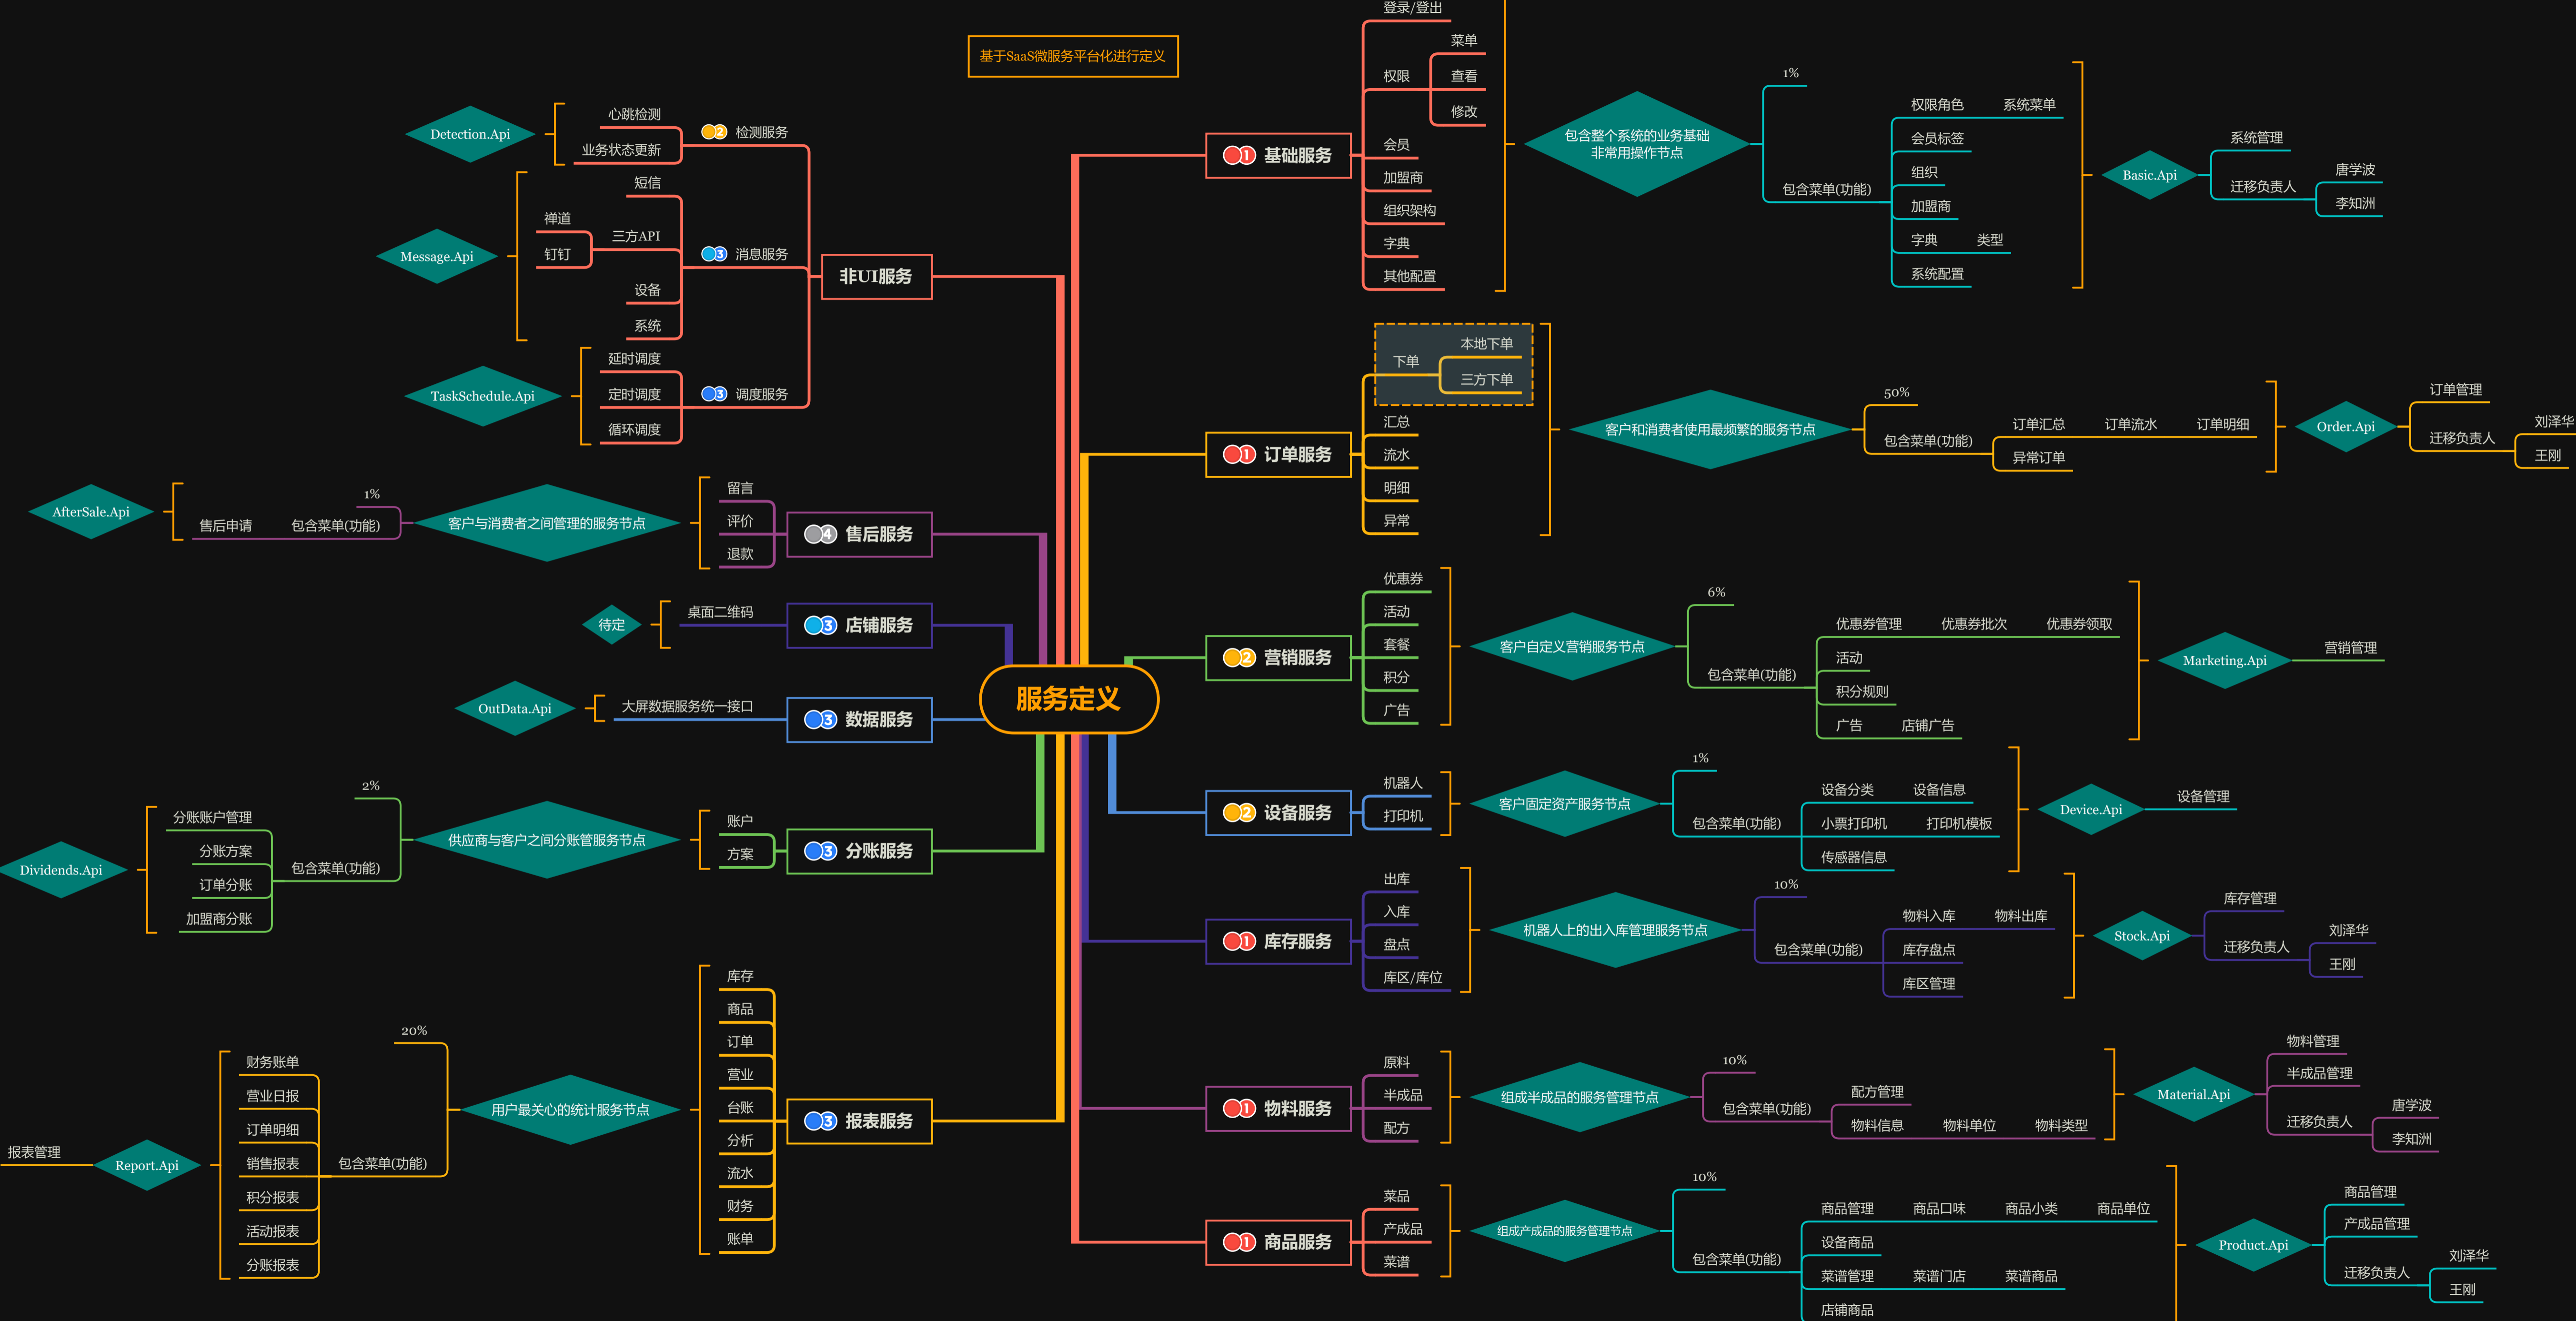 基于SaaS微服务平台化进行定义
服务定义
基础服务
登录/登出
权限
菜单
查看
修改
会员
加盟商
组织架构
字典
其他配置
包含整个系统的业务基础
非常用操作节点
1%
包含菜单(功能)
权限角色
系统菜单
会员标签
组织
加盟商
字典
类型
系统配置
Basic.Api
系统管理
迁移负责人
唐学波
李知洲
订单服务
下单
本地下单
三方下单
汇总
流水
明细
异常
客户和消费者使用最频繁的服务节点
50%
包含菜单(功能)
订单汇总
订单流水
订单明细
异常订单
Order.Api
订单管理
迁移负责人
刘泽华
王刚
营销服务
优惠券
活动
套餐
积分
广告
客户自定义营销服务节点
6%
包含菜单(功能)
优惠券管理
优惠券批次
优惠券领取
活动
积分规则
广告
店铺广告
Marketing.Api
营销管理
设备服务
机器人
打印机
客户固定资产服务节点
1%
包含菜单(功能)
设备分类
设备信息
小票打印机
打印机模板
传感器信息
Device.Api
设备管理
库存服务
出库
入库
盘点
库区/库位
机器人上的出入库管理服务节点
10%
包含菜单(功能)
物料入库
物料出库
库存盘点
库区管理
Stock.Api
库存管理
迁移负责人
刘泽华
王刚
物料服务
原料
半成品
配方
组成半成品的服务管理节点
10%
包含菜单(功能)
配方管理
物料信息
物料单位
物料类型
Material.Api
物料管理
半成品管理
迁移负责人
唐学波
李知洲
商品服务
菜品
产成品
菜谱
组成产成品的服务管理节点
10%
包含菜单(功能)
商品管理
商品口味
商品小类
商品单位
设备商品
菜谱管理
菜谱门店
菜谱商品
店铺商品
Product.Api
商品管理
产成品管理
迁移负责人
刘泽华
王刚
非UI服务
检测服务
心跳检测
业务状态更新
Detection.Api
消息服务
短信
三方API
禅道
钉钉
设备
系统
Message.Api
调度服务
延时调度
定时调度
循环调度
TaskSchedule.Api
售后服务
留言
评价
退款
客户与消费者之间管理的服务节点
1%
包含菜单(功能)
售后申请
AfterSale.Api
店铺服务
桌面二维码
待定
数据服务
大屏数据服务统一接口
OutData.Api
分账服务
账户
方案
供应商与客户之间分账管服务节点
2%
包含菜单(功能)
分账账户管理
分账方案
订单分账
加盟商分账
Dividends.Api
报表服务
库存
商品
订单
营业
台账
分析
流水
财务
账单
用户最关心的统计服务节点
20%
包含菜单(功能)
财务账单
营业日报
订单明细
销售报表
积分报表
活动报表
分账报表
Report.Api
报表管理